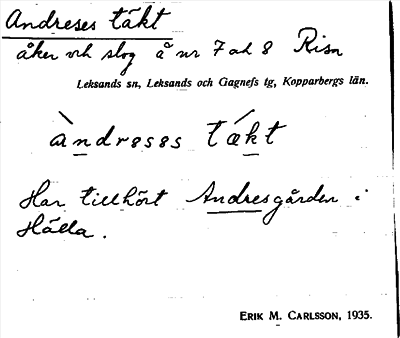 Andreses täkt
åker och slog å nr 7 och 8 Risa
Leksands sn, Leksands och Gagnefs tg, Kopparbergs län.
àndrəsəs tǽkt
Har tillhört Andresgården i
Hälla.
ERIK M. CARLSSON, 1935.